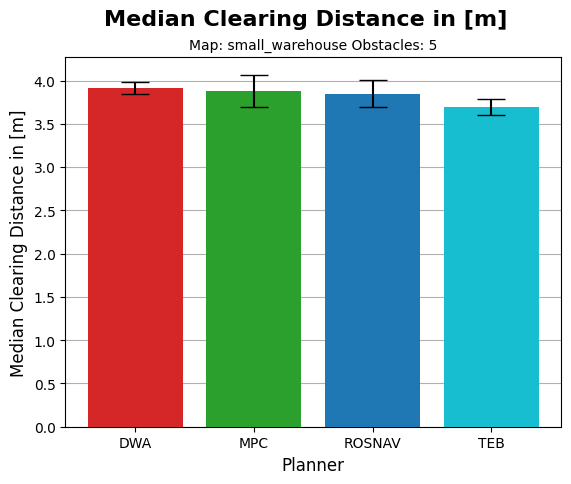 Median Clearing Distance in [m]
Map: small_warehouse Obstacles: 5
Median Clearing Distance in [m]
4.0
3.5
3.0
2.5
2.0
1.5
1.0
0.5
0.0
DWA
MPC
ROSNAV
TEB
Planner